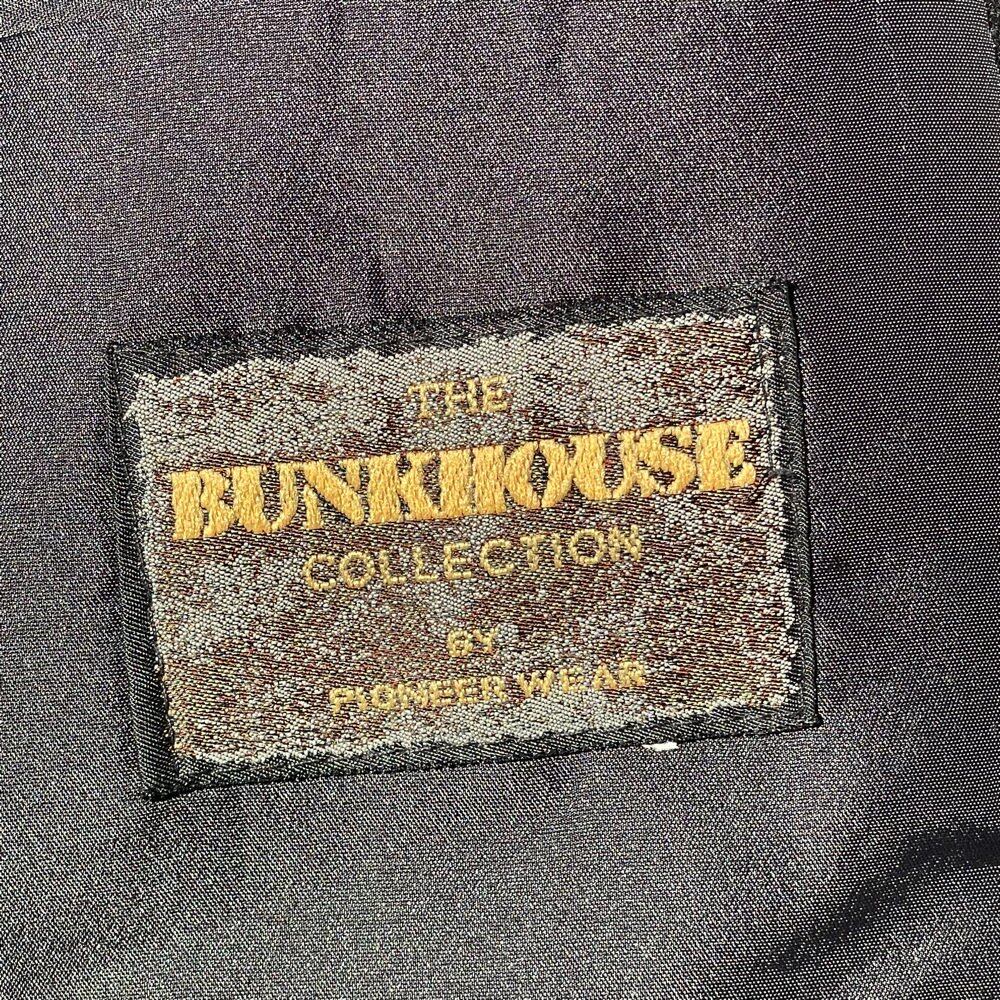 THE
BUNKHOUSE
COLLECTION
BY
PIONEER WEAR